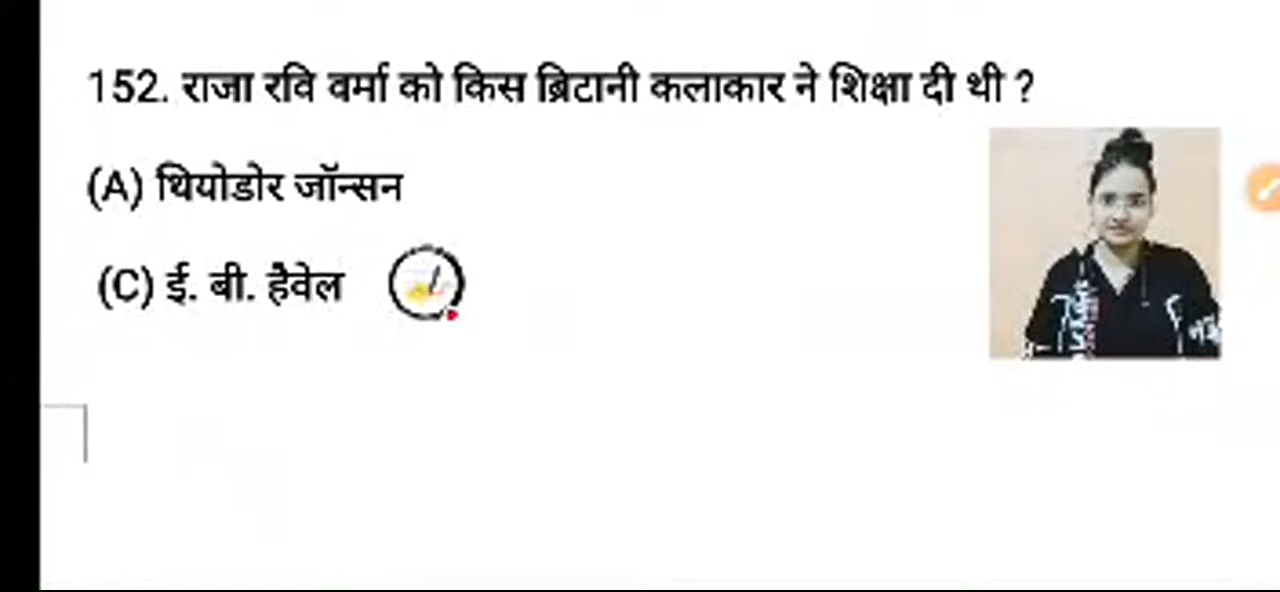 152. राजा रवि वर्मा को किस ब्रिटानी कलाकार ने शिक्षा दी थी ?
(A) थियोडोर जॉन्सन
(C) ई. बी. हैवेल